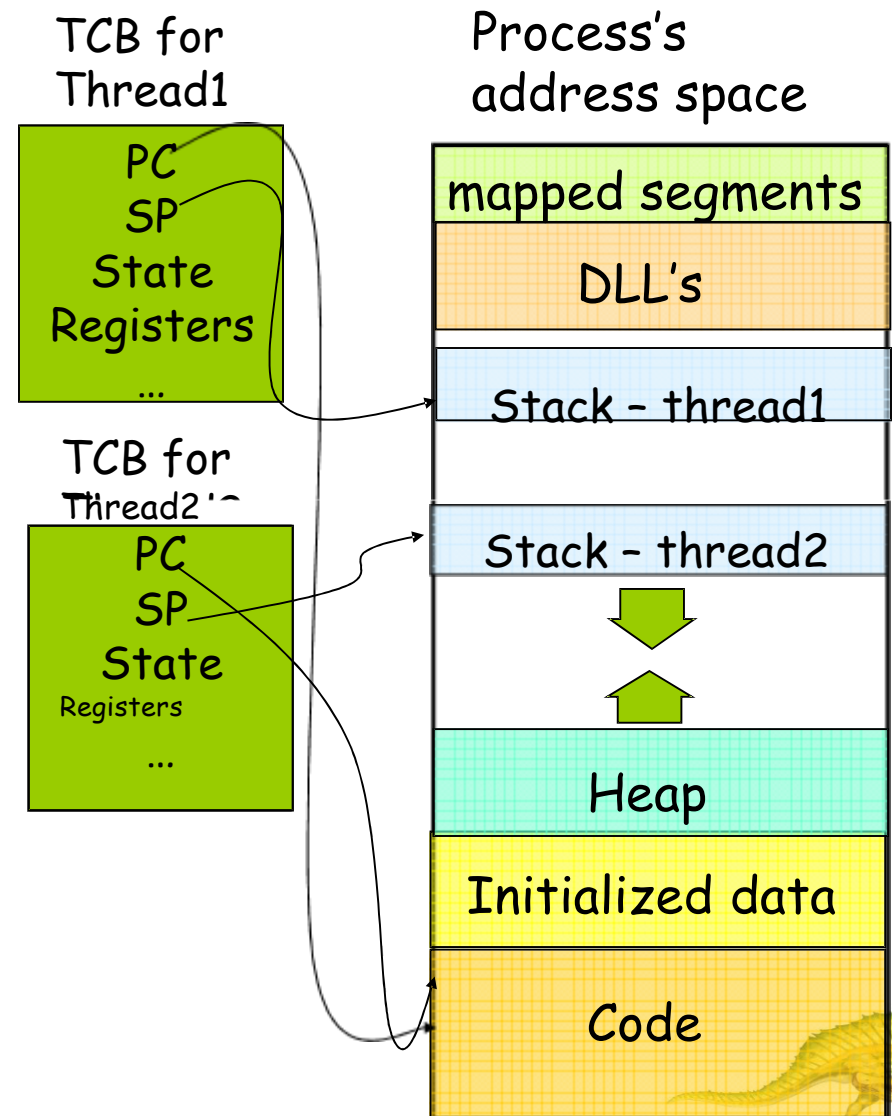 TCB for
Thread1
PC
SP
State
Registers
...
TCB for
Thread2
PC
SP
State
Registers
...
Process's
address space
mapped segments
DLL's
Stack – thread1
Stack – thread2
Heap
Initialized data
Code